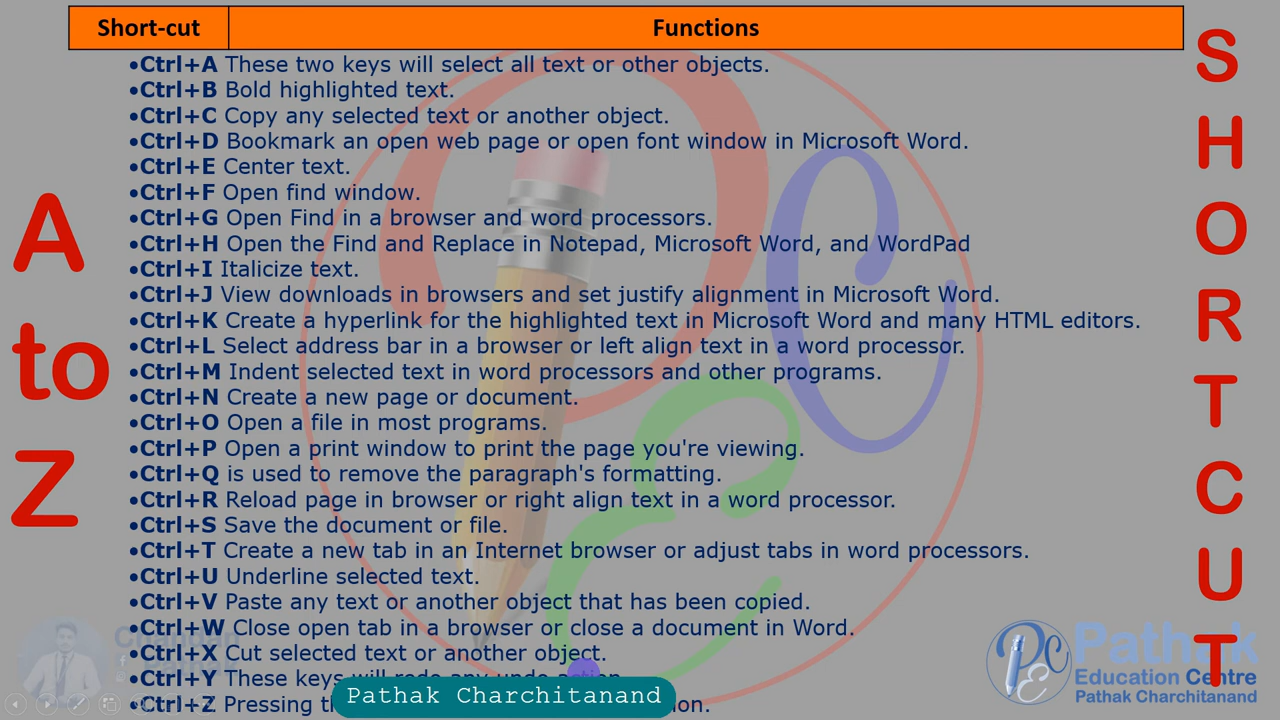 Short-cut Functions
•Ctrl+A These two keys will select all text or other objects.
•Ctrl+B Bold highlighted text.
•Ctrl+C Copy any selected text or another object.
•Ctrl+D Bookmark an open web page or open font window in Microsoft Word.
•Ctrl+E Center text.
•Ctrl+F Open find window.
•Ctrl+G Open Find in a browser and word processors.
•Ctrl+H Open the Find and Replace in Notepad, Microsoft Word, and WordPad
•Ctrl+I Italicize text.
•Ctrl+J View downloads in browsers and set justify alignment in Microsoft Word.
•Ctrl+K Create a hyperlink for the highlighted text in Microsoft Word and many HTML editors.
•Ctrl+L Select address bar in a browser or left align text in a word processor.
•Ctrl+M Indent selected text in word processors and other programs.
•Ctrl+N Create a new page or document.
•Ctrl+O Open a file in most programs.
•Ctrl+P Open a print window to print the page you're viewing.
•Ctrl+Q is used to remove the paragraph's formatting.
•Ctrl+R Reload page in browser or right align text in a word processor.
•Ctrl+S Save the document or file.
•Ctrl+T Create a new tab in an Internet browser or adjust tabs in word processors.
•Ctrl+U Underline selected text.
•Ctrl+V Paste any text or another object that has been copied.
•Ctrl+W Close open tab in a browser or close a document in Word.
•Ctrl+X Cut selected text or another object.
•Ctrl+Y These keys will redo any undo action.
•Ctrl+Z Pressing
A
to
Z
S
H
O
R
T
C
U
T
Chandan
Pathak
Pathak Charchitanand
PCE
Pathak
Education Centre
Pathak Charchitanand